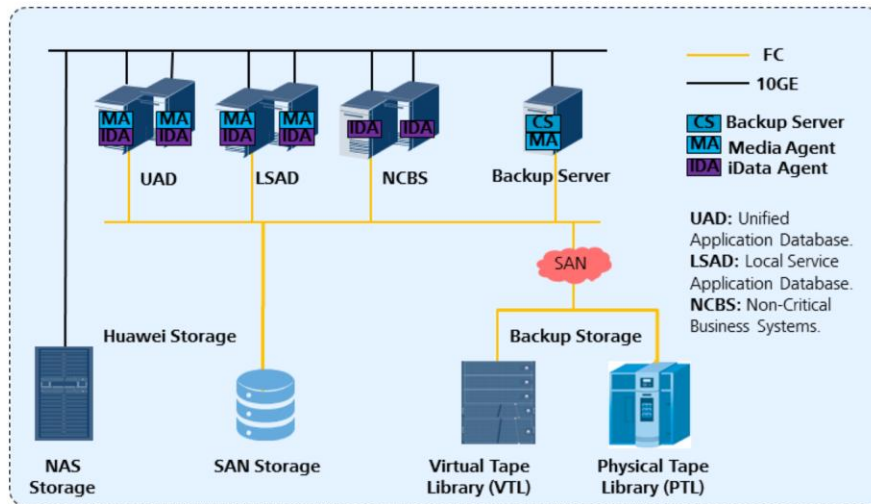 FC
10GE
MA
IDA
MA
IDA
MA
IDA
MA
IDA
IDA
IDA
CS
MA
CS Backup Server
MA Media Agent
IDA iData Agent
UAD
LSAD
NCBS
Backup Server
UAD: Unified
Application Database.
LSAD: Local Service
Application Database.
NCBS: Non-Critical
Business Systems.
SAN
Huawei Storage
Backup Storage
NAS
Storage
SAN Storage
Virtual Tape
Library (VTL)
Physical Tape
Library (PTL)